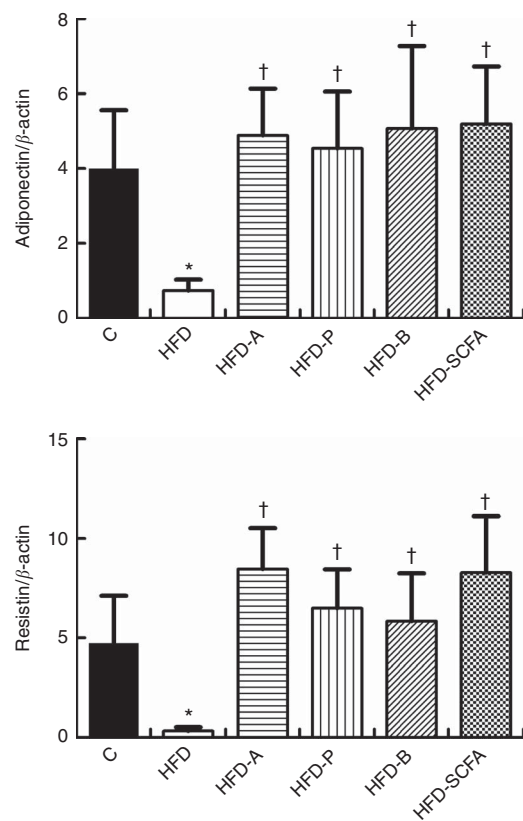 Adiponectin/β-actin
8
6
4
2
0
†
†
†
†
*
C
HFD
HFD-A
HFD-P
HFD-B
HFD-SCFA
Resistin/β-actin
15
10
5
0
†
†
†
†
*
C
HFD
HFD-A
HFD-P
HFD-B
HFD-SCFA